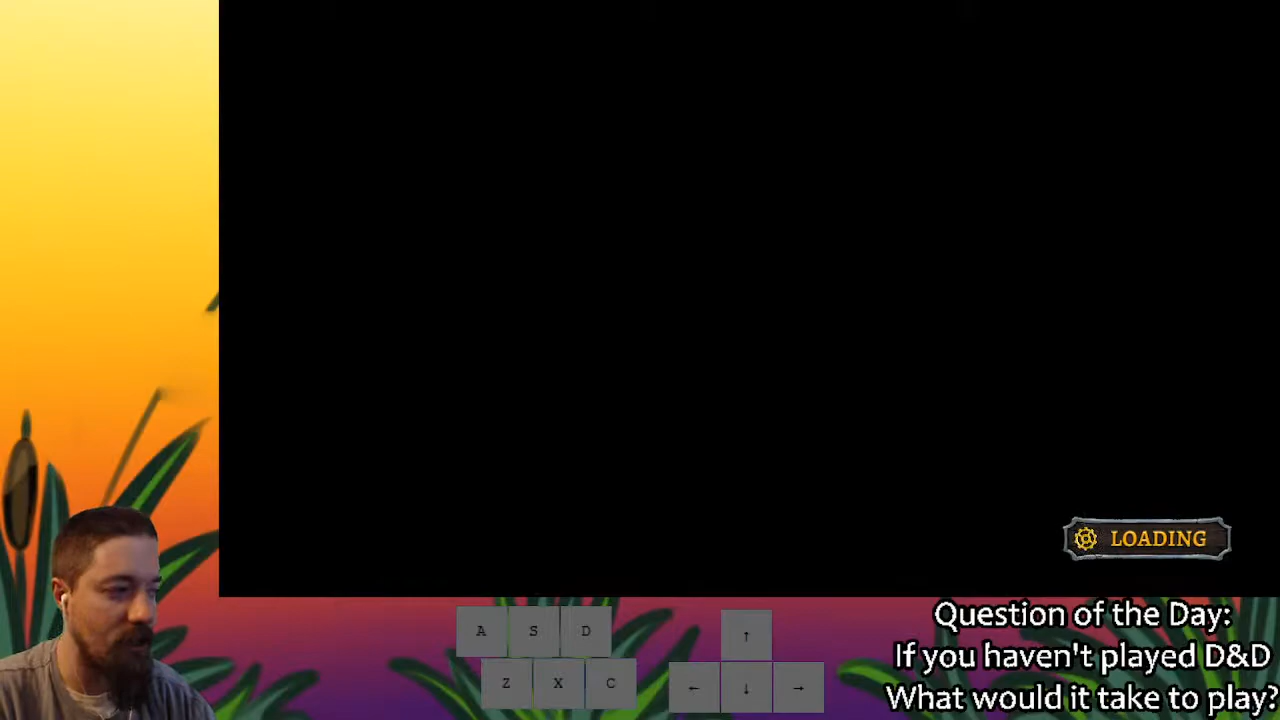 LOADING
A S D
Z X C
↑
← ↓ →
Question of the Day:
If you haven't played D&D
What would it take to play?